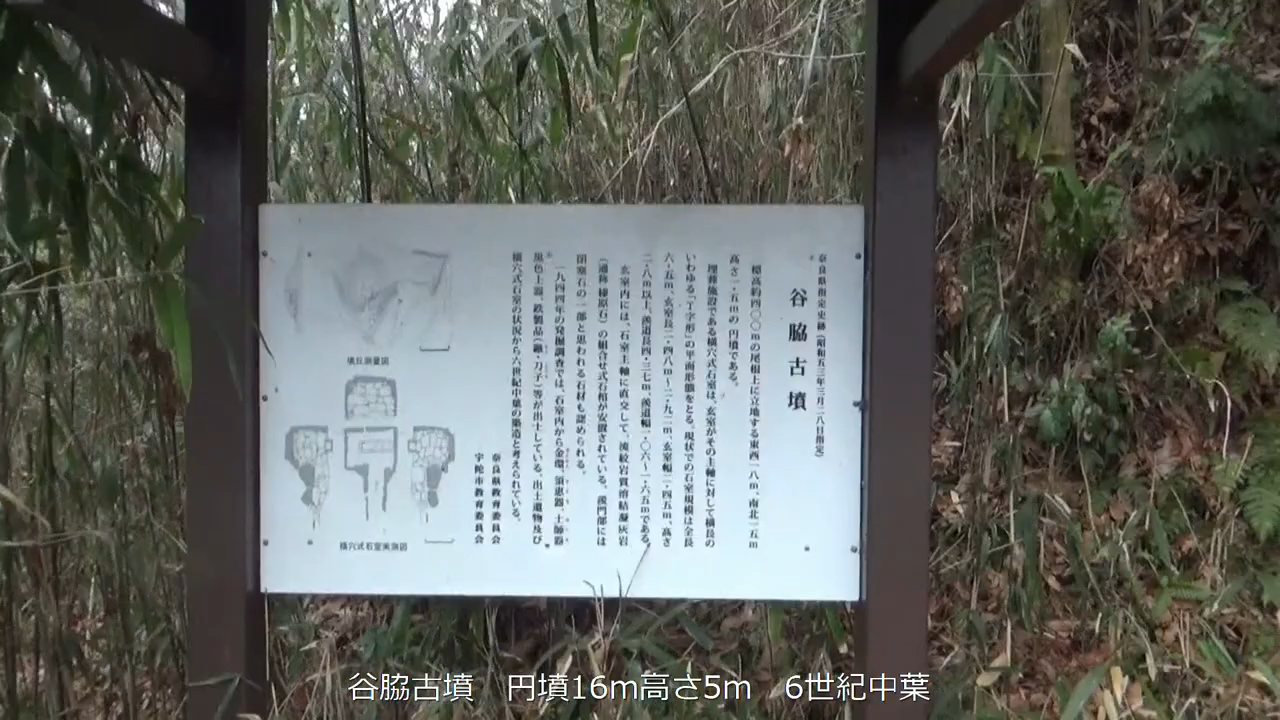 奈良県指定史跡（昭和五三年三月二八日指定）
谷脇古墳
標高約四〇〇mの尾根上に立地する東西一八m、南北一五m
高さ一・五mの円墳である。
埋葬施設である横穴式石室は、玄室がその主軸に対して横長の
いわゆる「T字形」の平面形態をとる。現状での石室規模は全長
六・五m、玄室長二・四八m〜二・九二m、玄室幅二・四五m、高さ
二・八m以上、羨道長四・三七m、羨道幅一・〇六〜一・六五mである。
玄室内には、石室主軸に直交して、流紋岩質溶結凝灰岩
（通称 榛原石）の組合せ式石棺が安置されている。羨門部には
閉塞石の一部と思われる石材も認められる。
一九四四年の発掘調査では、石室内から金環、須恵器、土師器
黒色土器、鉄製品（鏃・刀子）等が出土している。出土遺物及び
横穴式石室の状況から六世紀中葉の築造と考えられている。
奈良県教育委員会
宇陀市教育委員会
墳丘測量図
横穴式石室実測図
谷脇古墳　円墳16m高さ5m　6世紀中葉